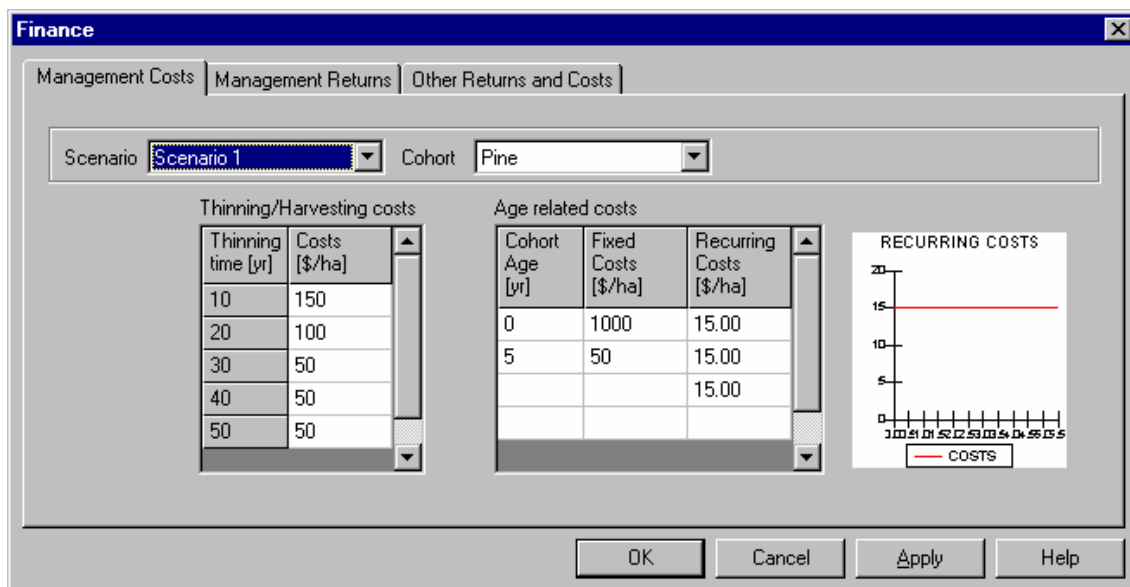 Finance
Management Costs Management Returns Other Returns and Costs
Scenario Scenario 1 Cohort Pine
Thinning/Harvesting costs
Thinning time [yr] Costs [$/ha]
10 150
20 100
30 50
40 50
50 50
Age related costs
Cohort Age [yr] Fixed Costs [$/ha] Recurring Costs [$/ha]
0 1000 15.00
5 50 15.00
15.00
RECURRING COSTS
20
15
10
5
0
COSTS
OK Cancel Apply Help